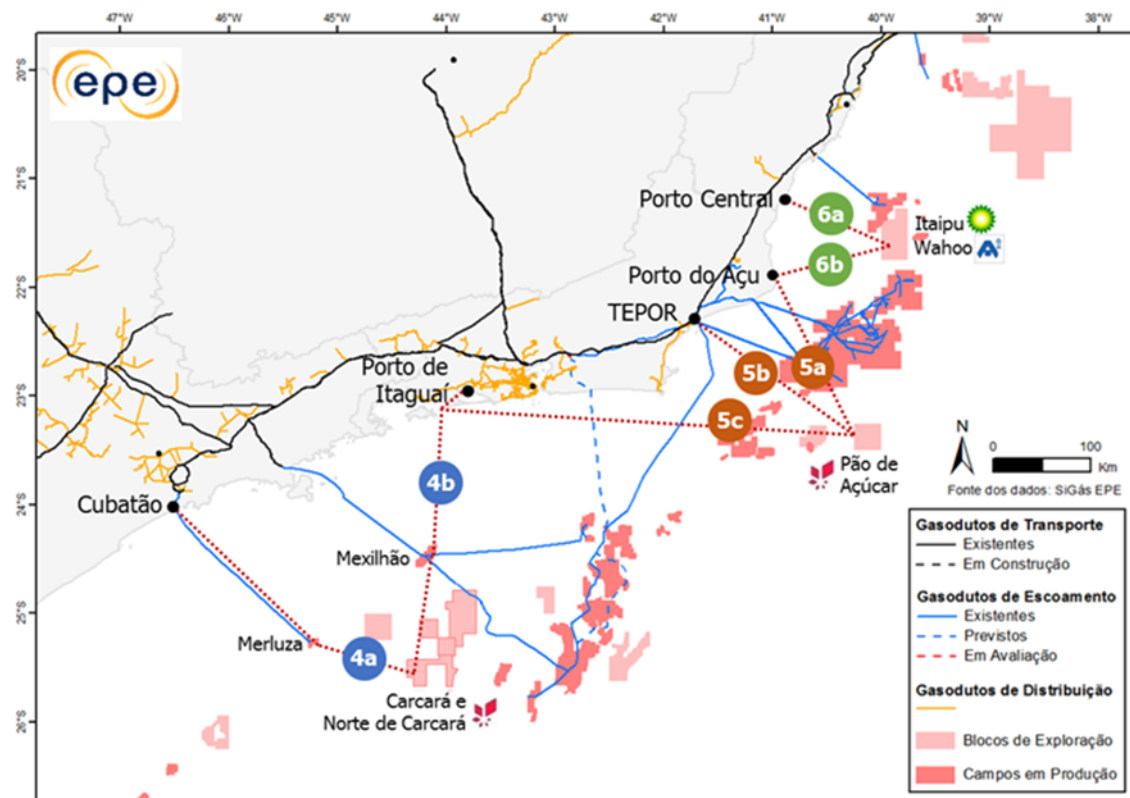 47°W
46°W
45°W
44°W
43°W
42°W
41°W
40°W
39°W
38°W
epe
20°S
21°S
22°S
23°S
24°S
25°S
26°S
Porto Central
6a
Itaipu
Wahoo
6b
Porto do Açu
TEPOR
5a
5b
5c
Porto de
Itaguaí
4b
Cubatão
Mexilhão
Merluza
4a
Carcará e
Norte de Carcará
Pão de
Açúcar
N
0 100
Km
Fonte dos dados: SiGás EPE
Gasodutos de Transporte
Existentes
Em Construção
Gasodutos de Escoamento
Existentes
Previstos
Em Avaliação
Gasodutos de Distribuição
Blocos de Exploração
Campos em Produção